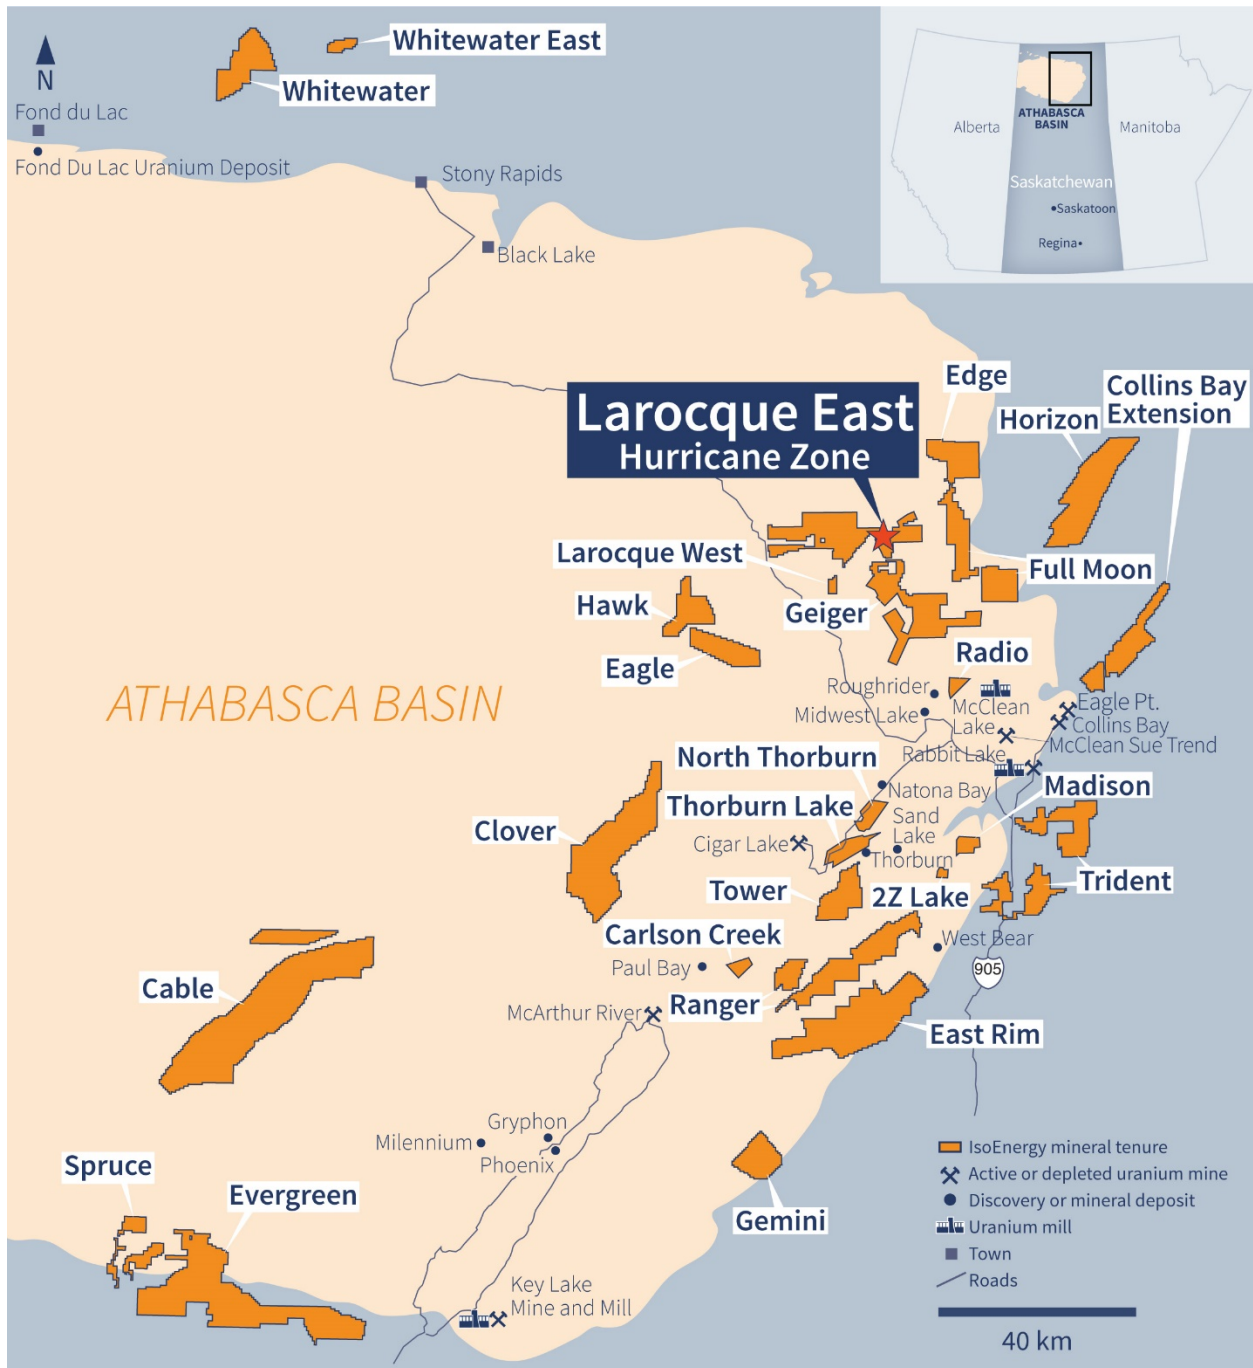 Whitewater East
Whitewater
N
Fond du Lac
Fond Du Lac Uranium Deposit
Stony Rapids
Black Lake
Alberta
ATHABASCA
BASIN
Manitoba
Saskatchewan
Saskatoon
Regina
Edge
Collins Bay
Extension
Horizon
Larocque East
Hurricane Zone
Larocque West
Full Moon
Hawk
Geiger
Eagle
Radio
ATHABASCA BASIN
Roughrider
Midwest Lake
McClean
Lake
Eagle Pt.
Collins Bay
McClean Sue Trend
Rabbit Lake
North Thorburn
Natona Bay
Madison
Thorburn Lake
Sand
Lake
Clover
Cigar Lake
Thorburn
Tower
2Z Lake
Trident
Carlson Creek
West Bear
Paul Bay
905
Cable
Ranger
McArthur River
East Rim
Gryphon
Milennium
Phoenix
Spruce
Evergreen
Gemini
Key Lake
Mine and Mill
IsoEnergy mineral tenure
Active or depleted uranium mine
Discovery or mineral deposit
Uranium mill
Town
Roads
40 km